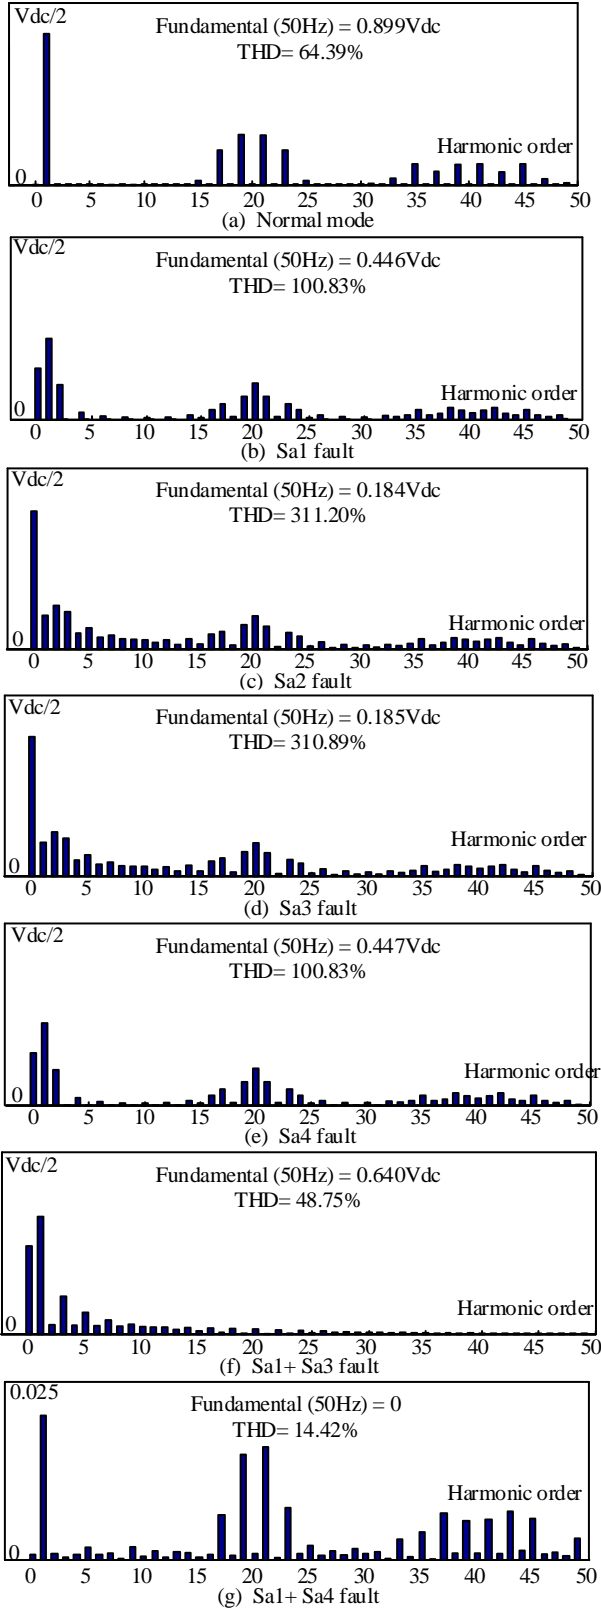 Vdc/2
Fundamental (50Hz) = 0.899Vdc
THD= 64.39%
Harmonic order
0
0 5 10 15 20 25 30 35 40 45 50
(a) Normal mode
Vdc/2
Fundamental (50Hz) = 0.446Vdc
THD= 100.83%
Harmonic order
0
0 5 10 15 20 25 30 35 40 45 50
(b) Sa1 fault
Vdc/2
Fundamental (50Hz) = 0.184Vdc
THD= 311.20%
Harmonic order
0
0 5 10 15 20 25 30 35 40 45 50
(c) Sa2 fault
Vdc/2
Fundamental (50Hz) = 0.185Vdc
THD= 310.89%
Harmonic order
0
0 5 10 15 20 25 30 35 40 45 50
(d) Sa3 fault
Vdc/2
Fundamental (50Hz) = 0.447Vdc
THD= 100.83%
Harmonic order
0
0 5 10 15 20 25 30 35 40 45 50
(e) Sa4 fault
Vdc/2
Fundamental (50Hz) = 0.640Vdc
THD= 48.75%
Harmonic order
0
0 5 10 15 20 25 30 35 40 45 50
(f) Sa1+ Sa3 fault
0.025
Fundamental (50Hz) = 0
THD= 14.42%
Harmonic order
0
0 5 10 15 20 25 30 35 40 45 50
(g) Sa1+ Sa4 fault